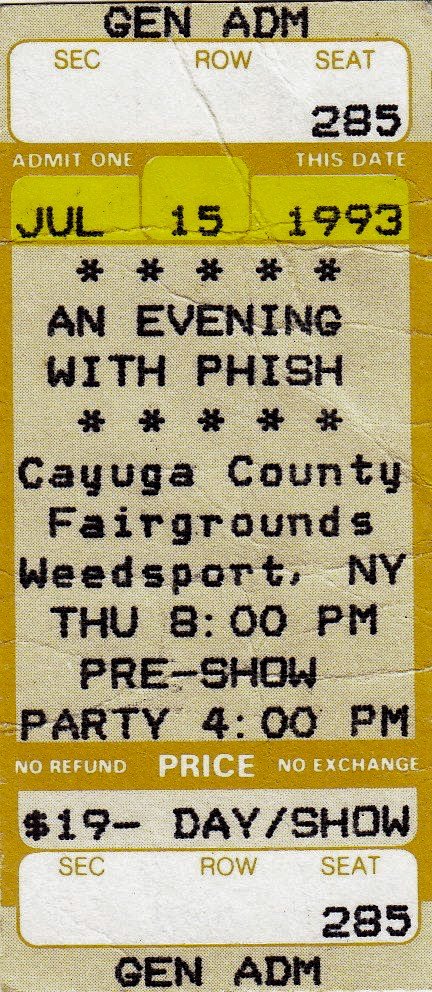 GEN ADM
SEC ROW SEAT
285
ADMIT ONE THIS DATE
JUL 15 1993
* * * * *
AN EVENING
WITH PHISH
* * * * *
Cayuga County
Fairgrounds
Weedsport, NY
THU 8:00 PM
PRE-SHOW
PARTY 4:00 PM
NO REFUND PRICE NO EXCHANGE
$19- DAY/SHOW
SEC ROW SEAT
285
GEN ADM